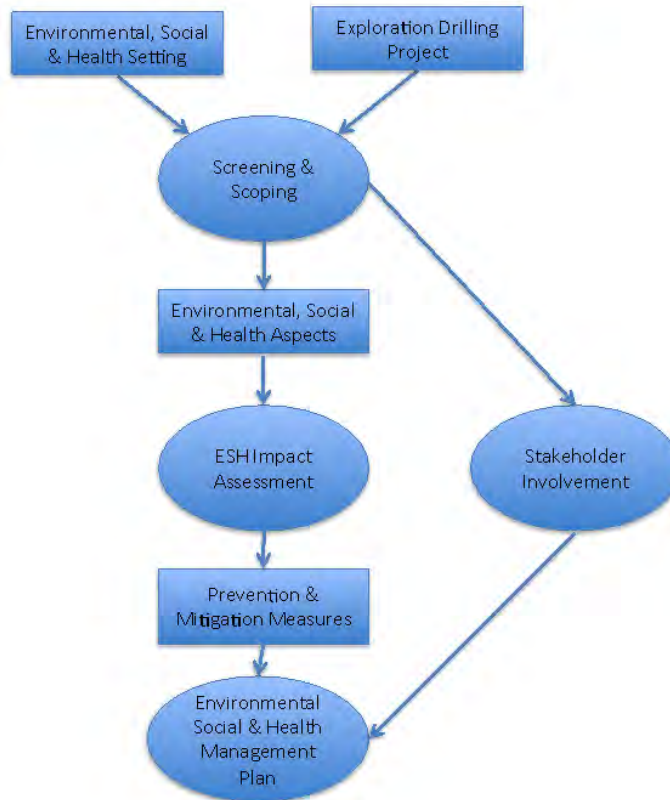 Environmental, Social
& Health Setting
Exploration Drilling
Project
Screening &
Scoping
Environmental, Social
& Health Aspects
ESH Impact
Assessment
Stakeholder
Involvement
Prevention &
Mitigation Measures
Environmental
Social & Health
Management
Plan